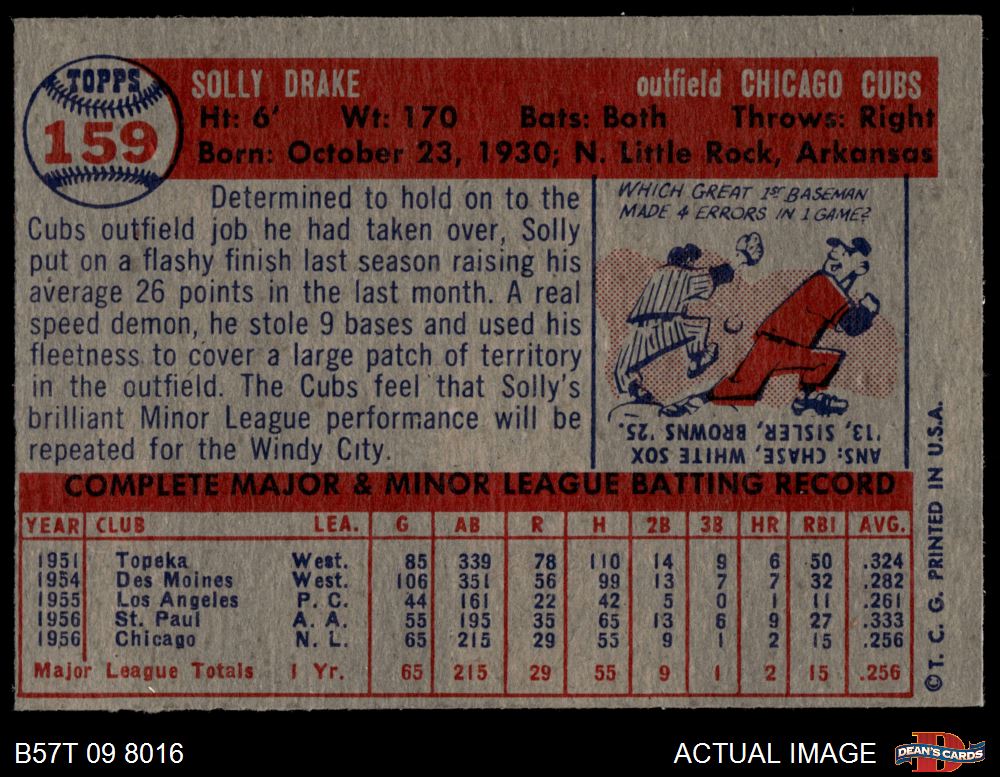 TOPPS
159
SOLLY DRAKE outfield CHICAGO CUBS
Ht: 6' Wt: 170 Bats: Both Throws: Right
Born: October 23, 1930; N. Little Rock, Arkansas
Determined to hold on to the
Cubs outfield job he had taken over, Solly
put on a flashy finish last season raising his
average 26 points in the last month. A real
speed demon, he stole 9 bases and used his
fleetness to cover a large patch of territory
in the outfield. The Cubs feel that Solly's
brilliant Minor League performance will be
repeated for the Windy City.
WHICH GREAT 1ST BASEMAN
MADE 4 ERRORS IN 1 GAME?
ANS: CHASE, WHITE SOX
'13, SISLER, BROWNS '25.
COMPLETE MAJOR & MINOR LEAGUE BATTING RECORD
YEAR CLUB LEA. G AB R H 2B 3B HR RBI AVG.
1951 Topeka West. 85 339 78 110 14 9 6 50 .324
1954 Des Moines West. 106 351 56 99 13 7 7 32 .282
1955 Los Angeles P. C. 44 161 22 42 5 0 1 11 .261
1956 St. Paul A. A. 55 195 35 65 13 6 9 27 .333
1956 Chicago N. L. 65 215 29 55 9 1 2 15 .256
Major League Totals 1 Yr. 65 215 29 55 9 1 2 15 .256
©T. C. G. PRINTED IN U.S.A.
B57T 09 8016 ACTUAL IMAGE
D
DEAN'S CARDS